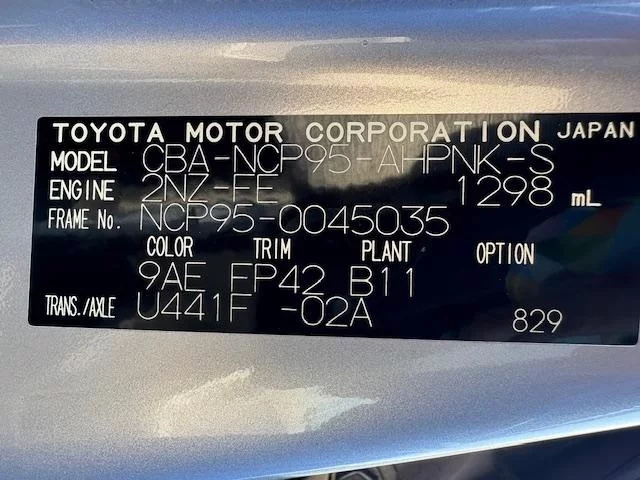 TOYOTA MOTOR CORPORATION JAPAN
MODEL CBA-NCP95-AHPNK-S
ENGINE 2NZ-FE 1298 mL
FRAME No. NCP95-0045035
COLOR TRIM PLANT OPTION
9AE FP42 B11
TRANS./AXLE U441F -02A
829